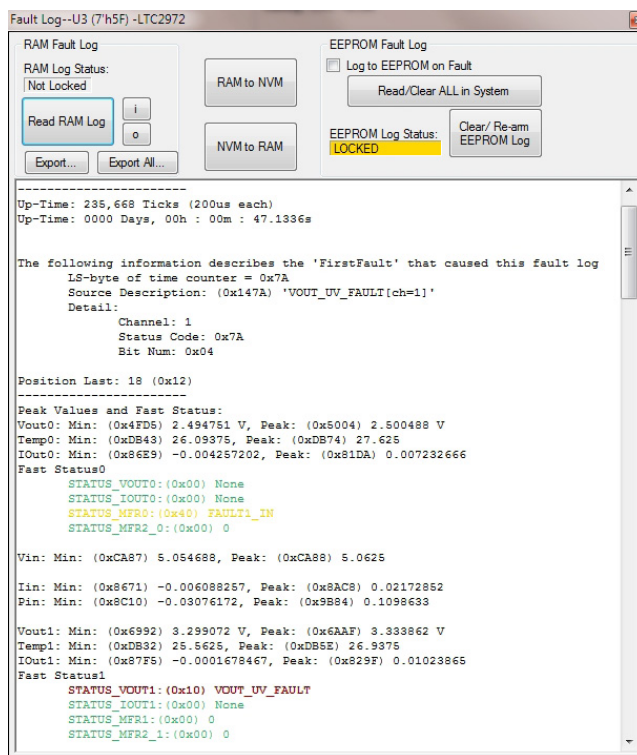 Fault Log--U3 (7'h5F) -LTC2972
RAM Fault Log
RAM Log Status:
Not Locked
Read RAM Log
i
o
Export...
Export All...
RAM to NVM
NVM to RAM
EEPROM Fault Log
Log to EEPROM on Fault
Read/Clear ALL in System
EEPROM Log Status:
LOCKED
Clear/ Re-arm
EEPROM Log
------------------------
Up-Time: 235,668 Ticks (200us each)
Up-Time: 0000 Days, 00h : 00m : 47.1336s
The following information describes the 'FirstFault' that caused this fault log
LS-byte of time counter = 0x7A
Source Description: (0x147A) 'VOUT_UV_FAULT[ch=1]'
Detail:
Channel: 1
Status Code: 0x7A
Bit Num: 0x04
Position Last: 18 (0x12)
------------------------
Peak Values and Fast Status:
Vout0: Min: (0x4FD5) 2.494751 V, Peak: (0x5004) 2.500488 V
Temp0: Min: (0xDB43) 26.09375, Peak: (0xDB74) 27.625
IOut0: Min: (0x86E9) -0.004257202, Peak: (0x81DA) 0.007232666
Fast Status0
STATUS_VOUT0:(0x00) None
STATUS_IOUT0:(0x00) None
STATUS_MFR0:(0x40) FAULT1_IN
STATUS_MFR2_0:(0x00) 0
Vin: Min: (0xCA87) 5.054688, Peak: (0xCA88) 5.0625
Iin: Min: (0x8671) -0.006088257, Peak: (0x8AC8) 0.02172852
Pin: Min: (0x8C10) -0.03076172, Peak: (0x9B84) 0.1098633
Vout1: Min: (0x6992) 3.299072 V, Peak: (0x6AAF) 3.333862 V
Temp1: Min: (0xDB32) 25.5625, Peak: (0xDB5E) 26.9375
IOut1: Min: (0x87F5) -0.0001678467, Peak: (0x829F) 0.01023865
Fast Status1
STATUS_VOUT1:(0x10) VOUT_UV_FAULT
STATUS_IOUT1:(0x00) None
STATUS_MFR1:(0x00) 0
STATUS_MFR2_1:(0x00) 0